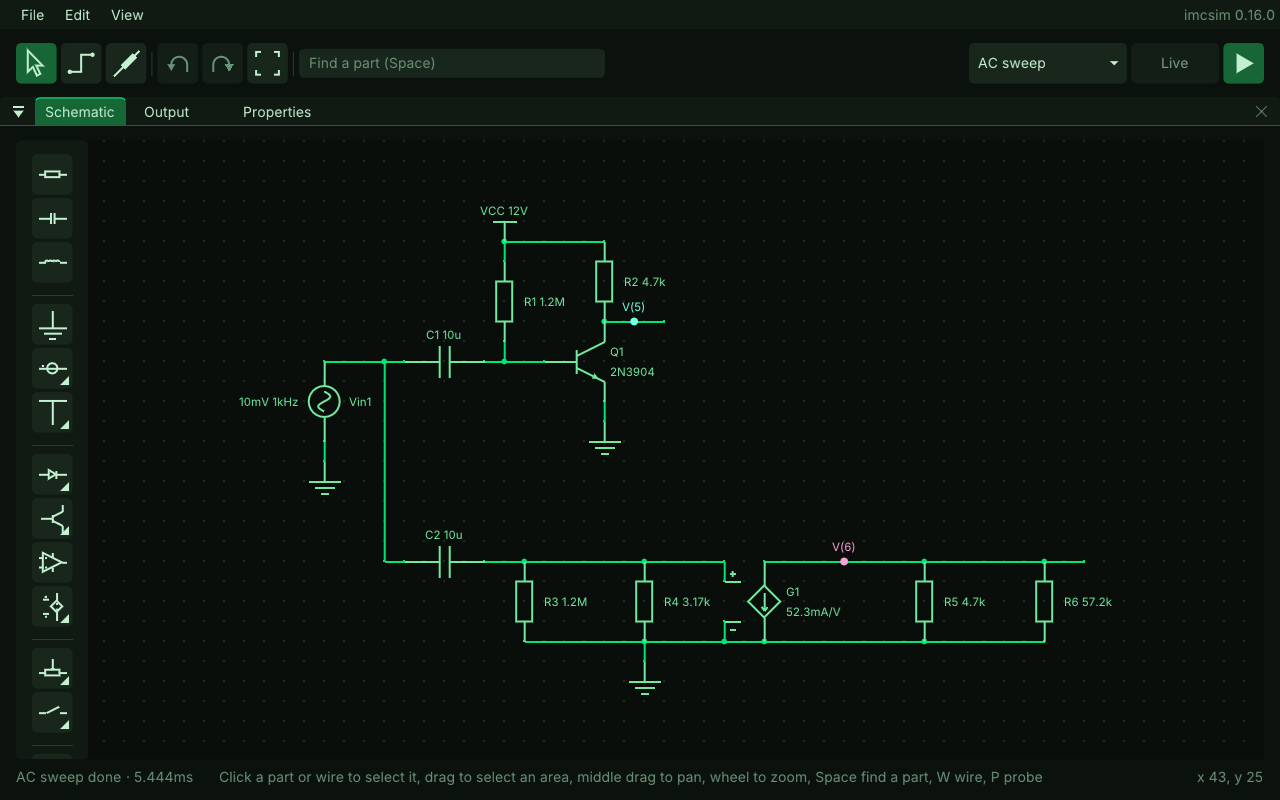 File Edit View imcsim 0.16.0
Find a part (Space) AC sweep Live
Schematic Output Properties
VCC 12V
R2 4.7k
R1 1.2M
V(5)
C1 10u
Q1
2N3904
10mV 1kHz Vin1
C2 10u
V(6)
R3 1.2M R4 3.17k G1 R5 4.7k R6 57.2k
52.3mA/V
AC sweep done · 5.444ms Click a part or wire to select it, drag to select an area, middle drag to pan, wheel to zoom, Space find a part, W wire, P probe x 43, y 25